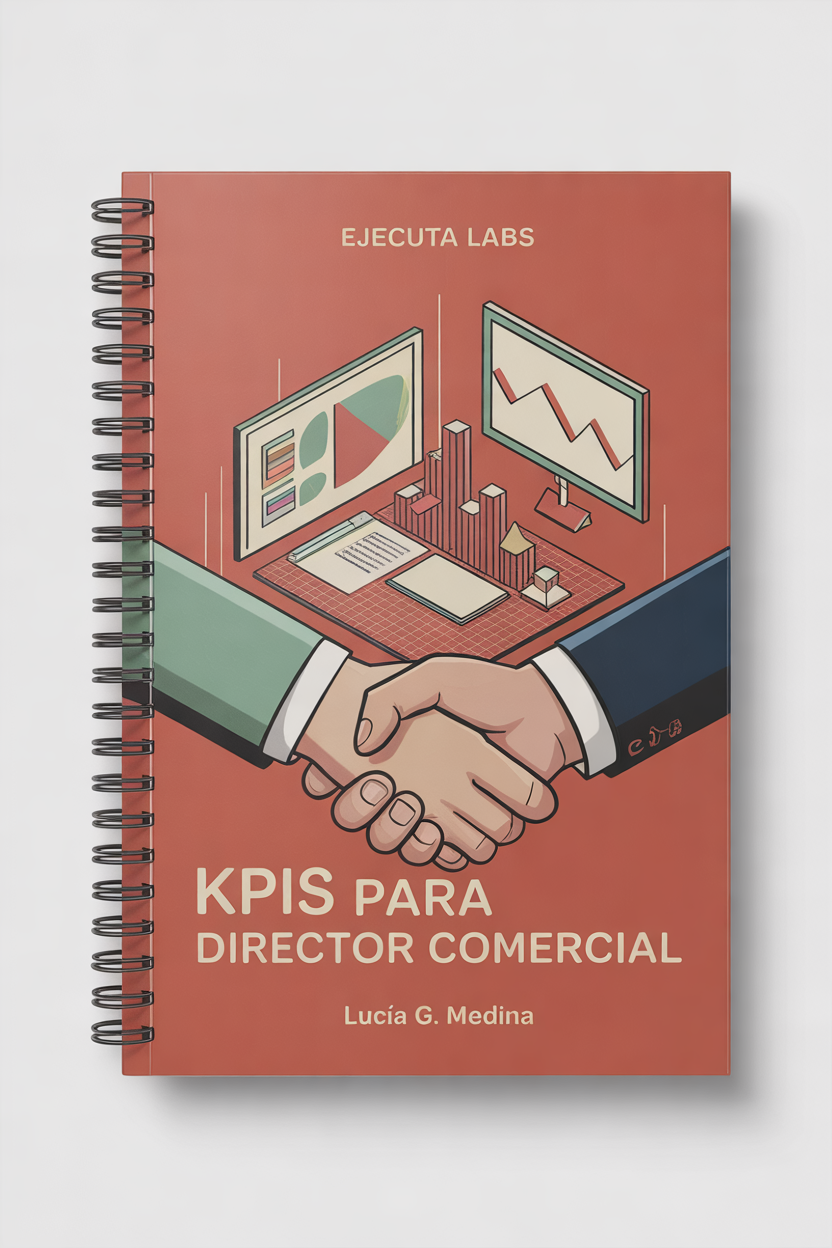 EJECUTA LABS
KPIS PARA
DIRECTOR COMERCIAL
Lucía G. Medina